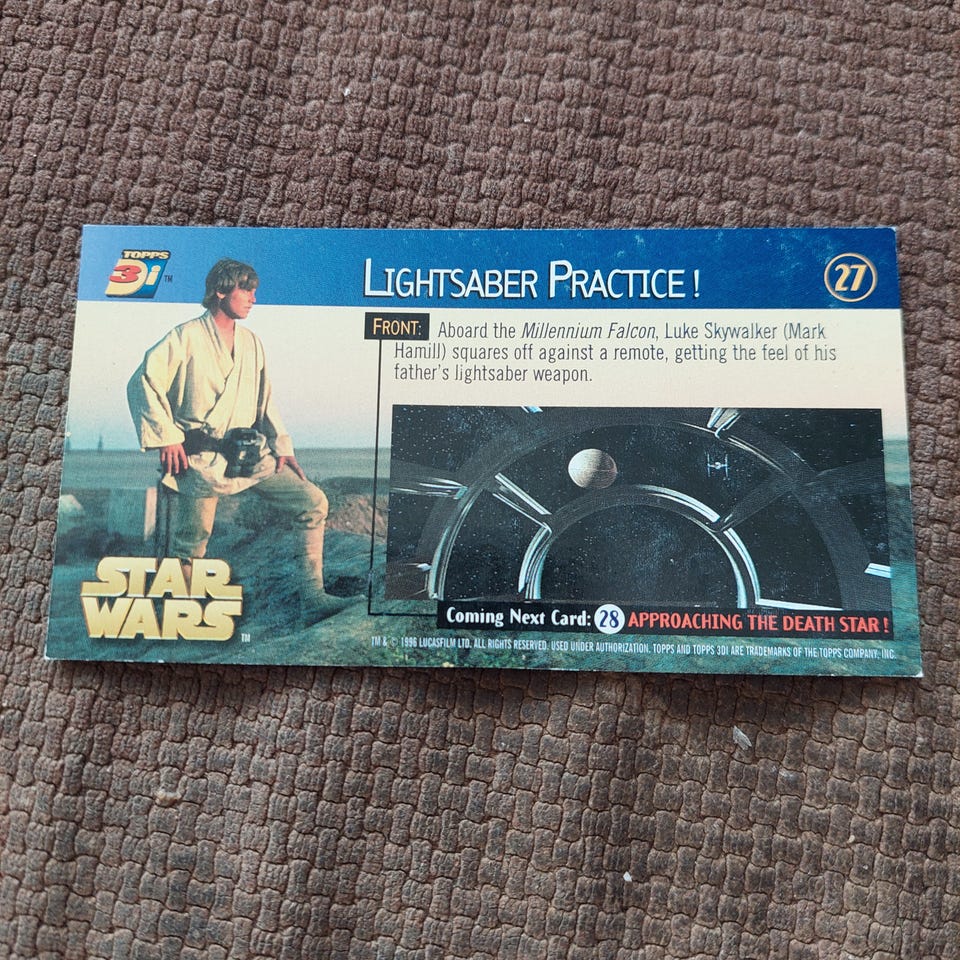 TOPPS
3Di TM
LIGHTSABER PRACTICE!
27
FRONT: Aboard the Millennium Falcon, Luke Skywalker (Mark
Hamill) squares off against a remote, getting the feel of his
father's lightsaber weapon.
STAR
WARS TM
Coming Next Card: 28 APPROACHING THE DEATH STAR!
TM & © 1996 LUCASFILM LTD. ALL RIGHTS RESERVED. USED UNDER AUTHORIZATION. TOPPS AND TOPPS 3DI ARE TRADEMARKS OF THE TOPPS COMPANY, INC.